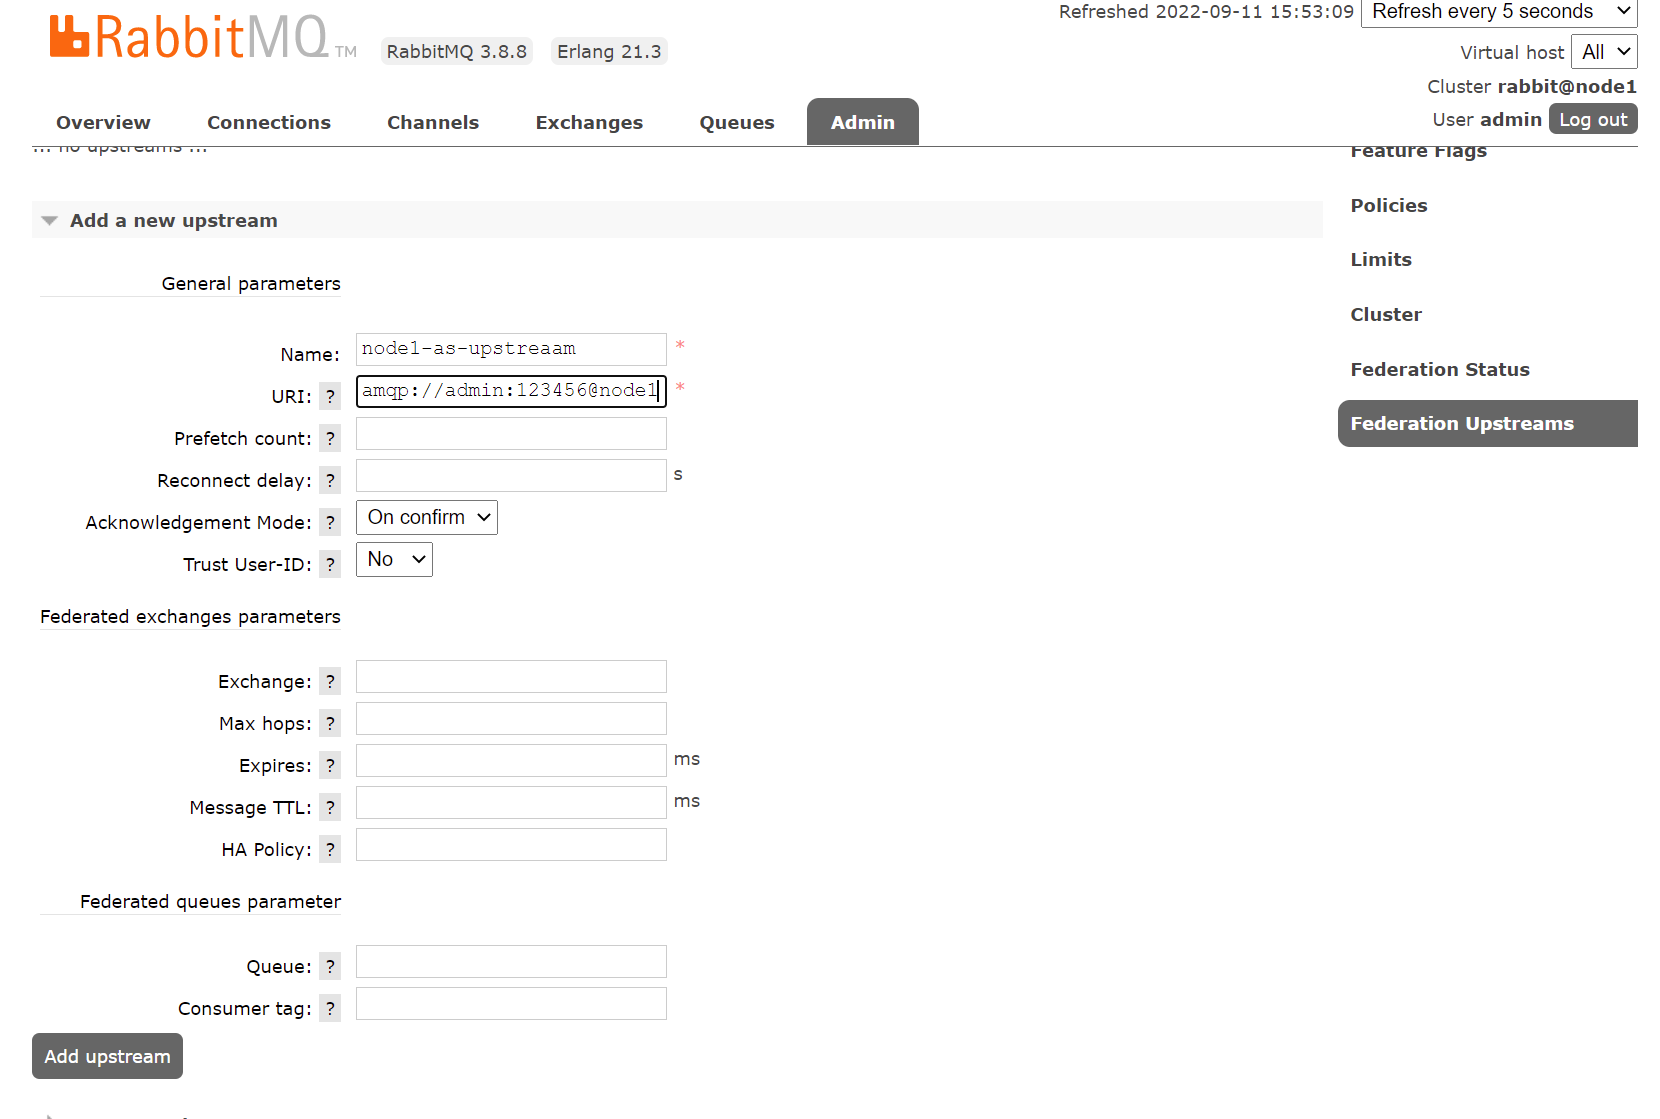 RabbitMQ TM RabbitMQ 3.8.8 Erlang 21.3
Refreshed 2022-09-11 15:53:09 Refresh every 5 seconds
Virtual host All
Cluster rabbit@node1
User admin Log out
Overview Connections Channels Exchanges Queues Admin
... no upstreams ...
Add a new upstream
General parameters
Name: node1-as-upstreaam *
URI: ? amqp://admin:123456@node1 *
Prefetch count: ?
Reconnect delay: ? s
Acknowledgement Mode: ? On confirm
Trust User-ID: ? No
Federated exchanges parameters
Exchange: ?
Max hops: ?
Expires: ? ms
Message TTL: ? ms
HA Policy: ?
Federated queues parameter
Queue: ?
Consumer tag: ?
Add upstream
Feature Flags
Policies
Limits
Cluster
Federation Status
Federation Upstreams